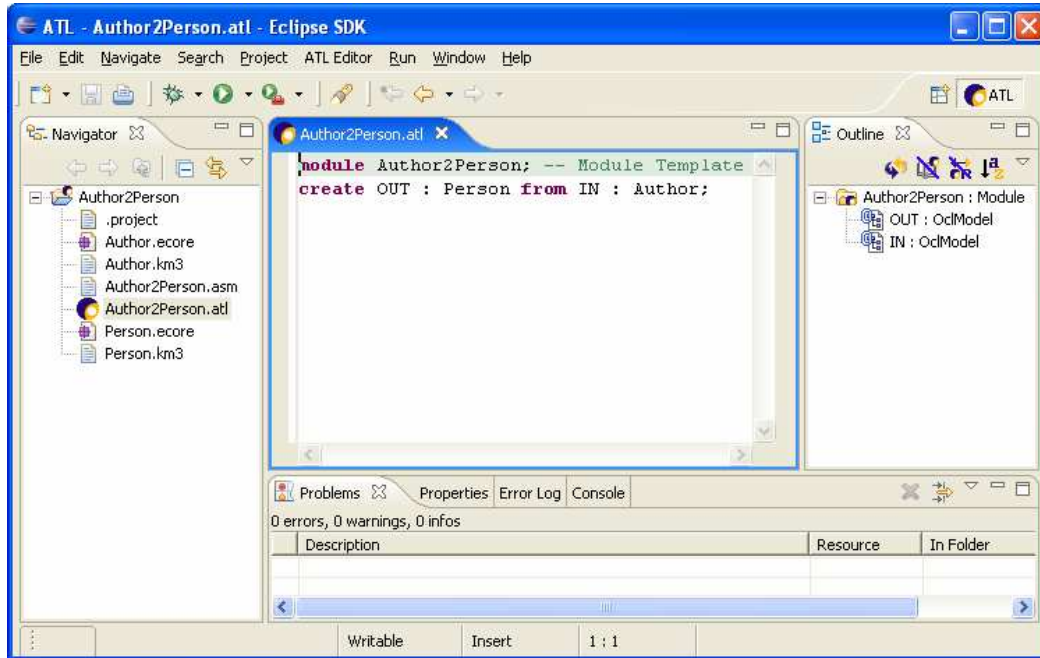 ATL - Author2Person.atl - Eclipse SDK
File Edit Navigate Search Project ATL Editor Run Window Help
ATL
Navigator
Author2Person
.project
Author.ecore
Author.km3
Author2Person.asm
Author2Person.atl
Person.ecore
Person.km3
Author2Person.atl
module Author2Person; -- Module Template
create OUT : Person from IN : Author;
Outline
Author2Person : Module
OUT : OclModel
IN : OclModel
Problems Properties Error Log Console
0 errors, 0 warnings, 0 infos
Description Resource In Folder
Writable Insert 1 : 1